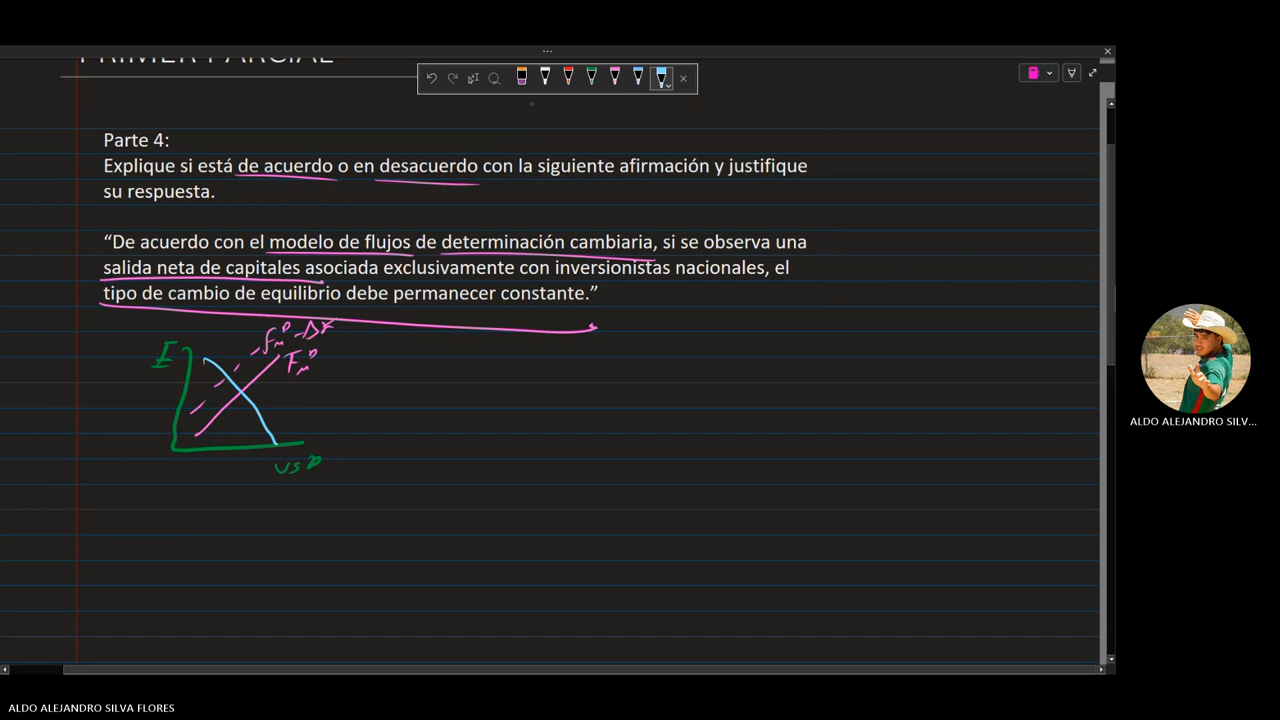 PRIMER PARCIAL
Parte 4:
Explique si está de acuerdo o en desacuerdo con la siguiente afirmación y justifique
su respuesta.
“De acuerdo con el modelo de flujos de determinación cambiaria, si se observa una
salida neta de capitales asociada exclusivamente con inversionistas nacionales, el
tipo de cambio de equilibrio debe permanecer constante.”
E
USD
ALDO ALEJANDRO SILV...
ALDO ALEJANDRO SILVA FLORES